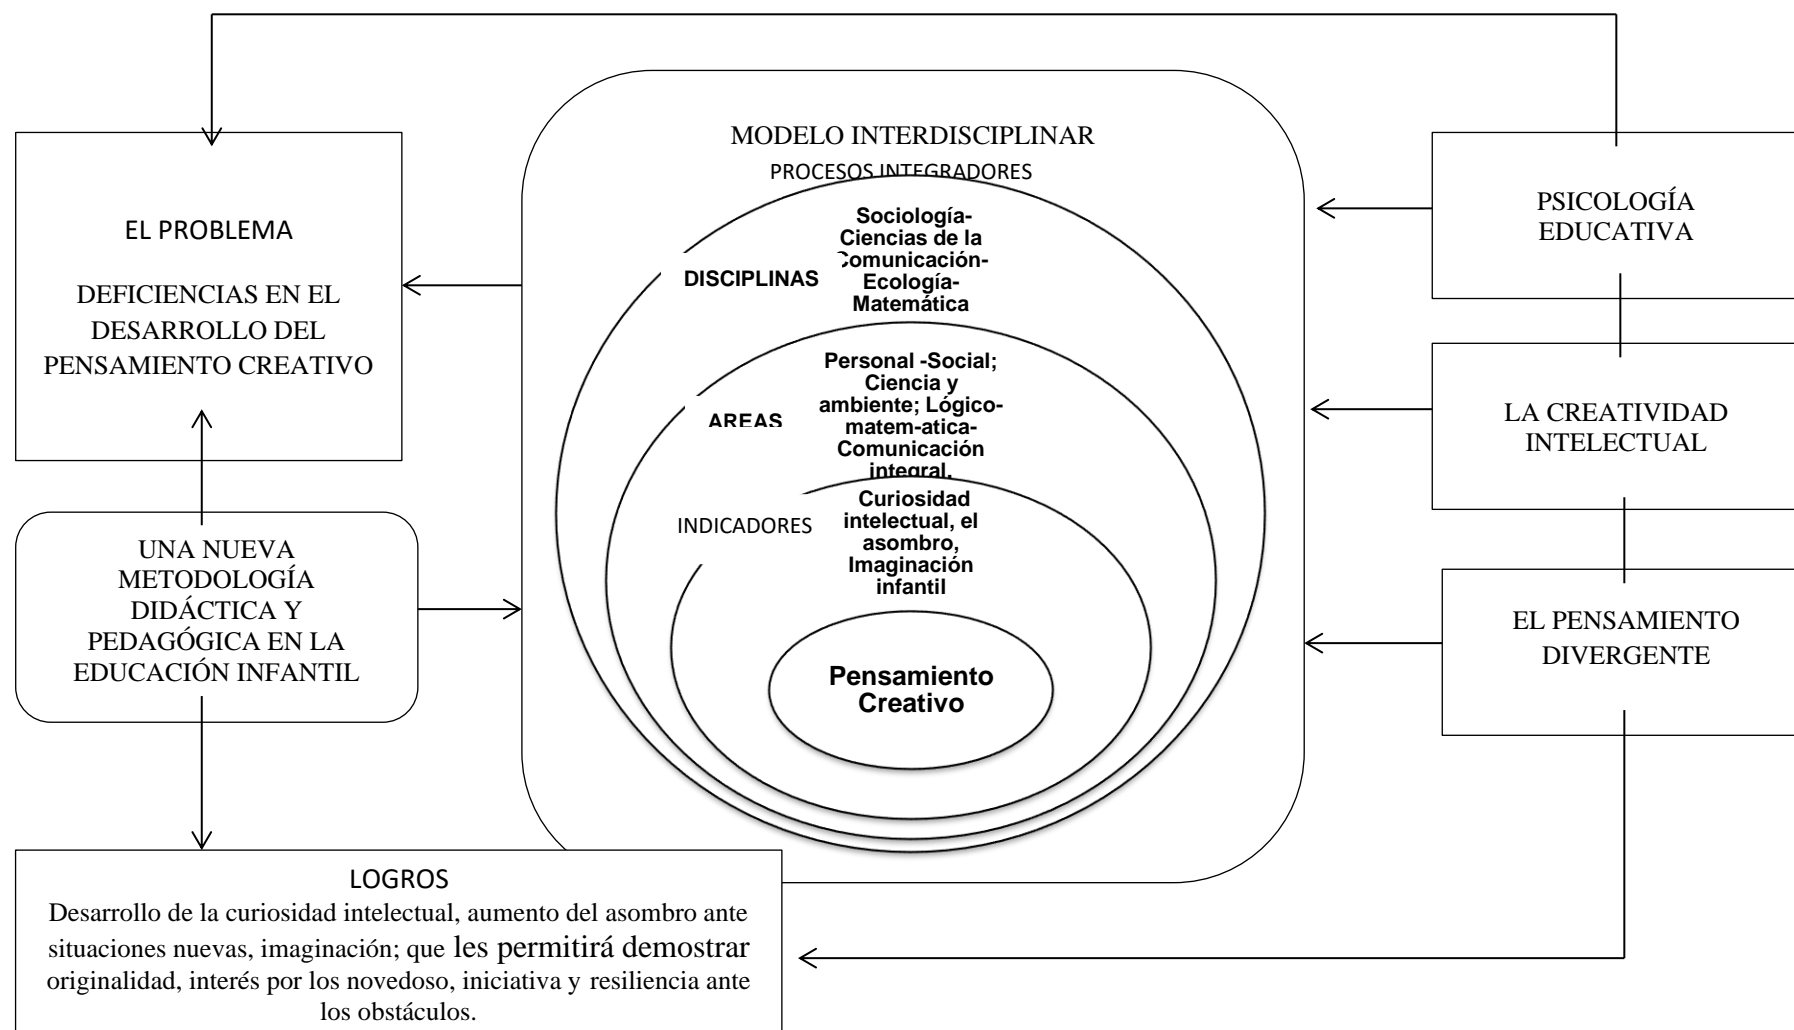 MODELO INTERDISCIPLINAR
PROCESOS INTEGRADORES
EL PROBLEMA
DEFICIENCIAS EN EL
DESARROLLO DEL
PENSAMIENTO CREATIVO
UNA NUEVA
METODOLOGÍA
DIDÁCTICA Y
PEDAGÓGICA EN LA
EDUCACIÓN INFANTIL
DISCIPLINAS
Sociología-
Ciencias de la
Comunicación-
Ecología-
Matemática
AREAS
Personal -Social;
Ciencia y
ambiente; Lógico-
matem-atica-
Comunicación
integral.
INDICADORES
Curiosidad
intelectual, el
asombro,
Imaginación
infantil
Pensamiento
Creativo
PSICOLOGÍA
EDUCATIVA
LA CREATIVIDAD
INTELECTUAL
EL PENSAMIENTO
DIVERGENTE
LOGROS
Desarrollo de la curiosidad intelectual, aumento del asombro ante
situaciones nuevas, imaginación; que les permitirá demostrar
originalidad, interés por los novedoso, iniciativa y resiliencia ante
los obstáculos.